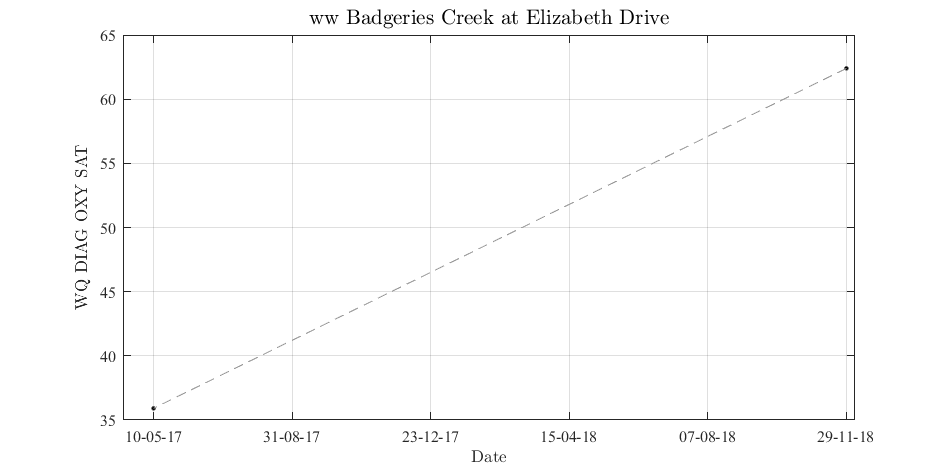 ww Badgeries Creek at Elizabeth Drive
65
60
55
50
45
40
35
WQ DIAG OXY SAT
10-05-17 31-08-17 23-12-17 15-04-18 07-08-18 29-11-18
Date